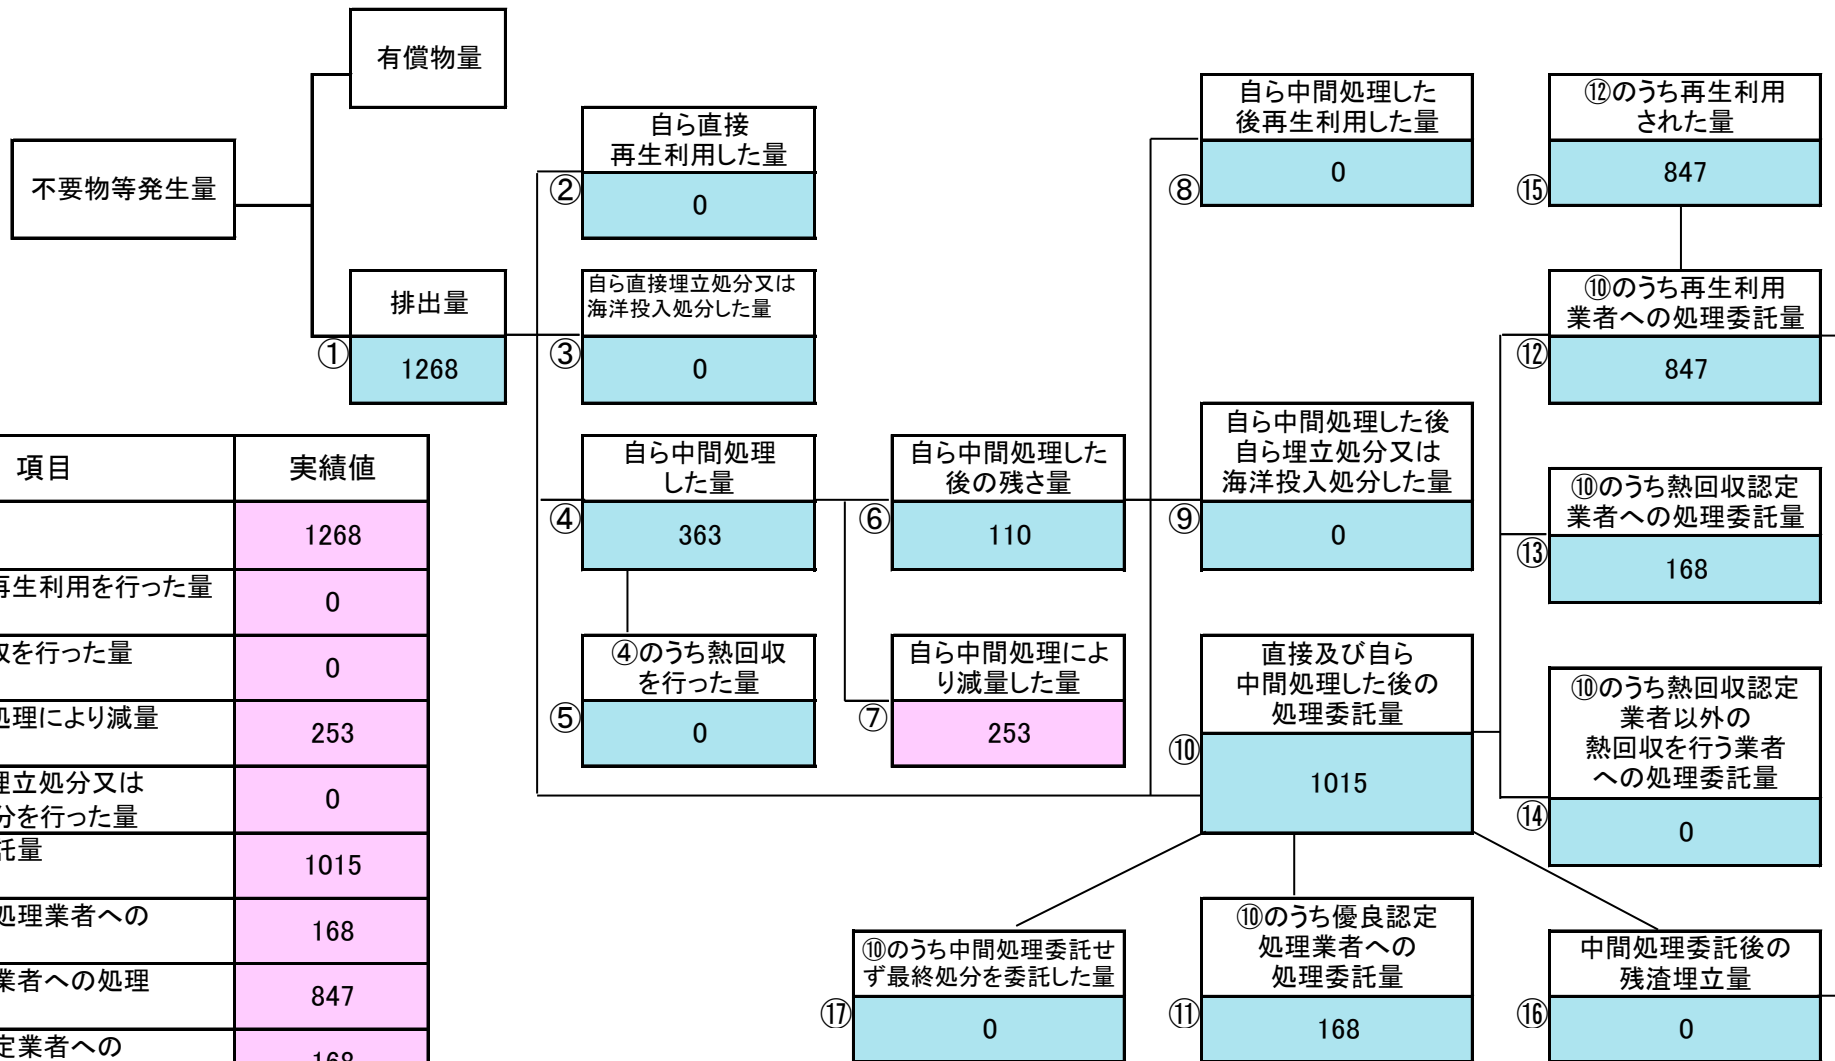 有償物量
不要物等発生量
排出量
①
1268
自ら直接
再生利用した量
②
0
自ら直接埋立処分又は
海洋投入処分した量
③
0
自ら中間処理
した量
④
363
④のうち熱回収
を行った量
⑤
0
自ら中間処理した
後の残さ量
⑥
110
自ら中間処理によ
り減量した量
⑦
253
自ら中間処理した
後再生利用した量
⑧
0
自ら中間処理した後
自ら埋立処分又は
海洋投入処分した量
⑨
0
直接及び自ら
中間処理した後の
処理委託量
⑩
1015
⑫のうち再生利用
された量
⑮
847
⑩のうち再生利用
業者への処理委託量
⑫
847
⑩のうち熱回収認定
業者への処理委託量
⑬
168
⑩のうち熱回収認定
業者以外の
熱回収を行う業者
への処理委託量
⑭
0
⑩のうち中間処理委託せ
ず最終処分を委託した量
⑰
0
⑩のうち優良認定
処理業者への
処理委託量
⑪
168
中間処理委託後の
残渣埋立量
⑯
0
項目 実績値
1268
再生利用を行った量
0
収を行った量
0
処理により減量
253
埋立処分又は
分を行った量
0
託量
1015
処理業者への
168
業者への処理
847
定業者への
168